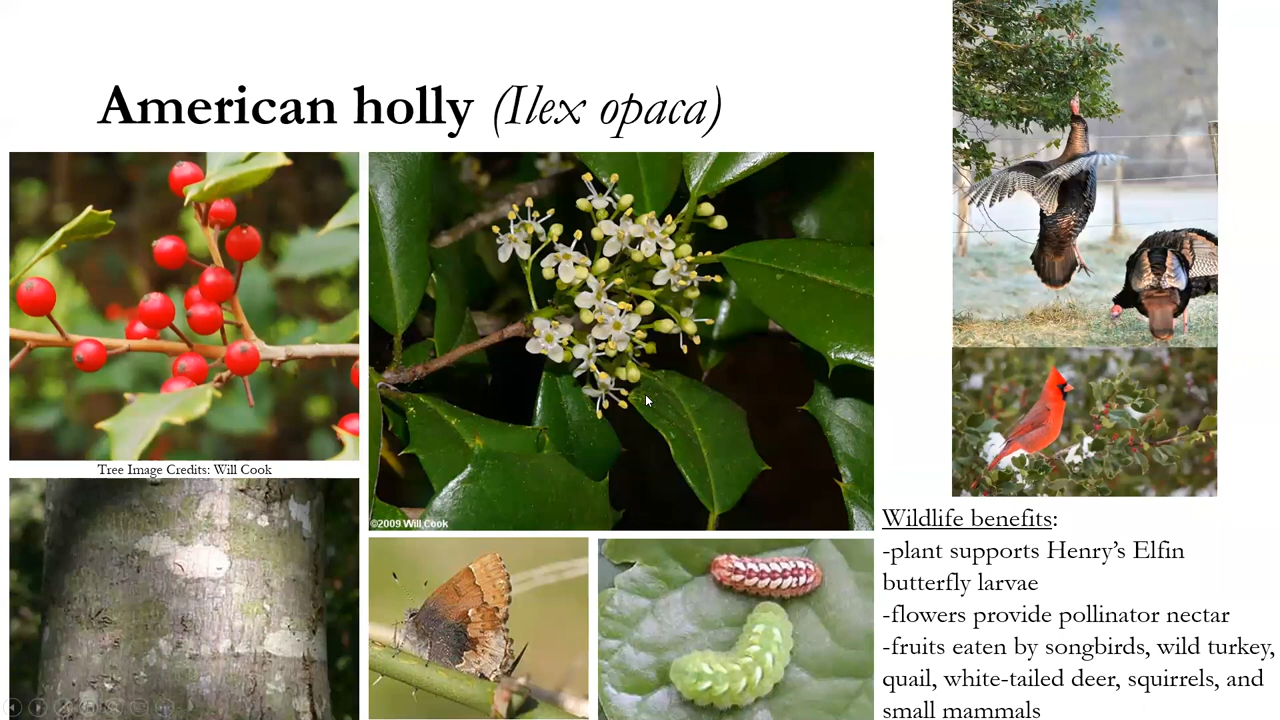 American holly (Ilex opaca)
Tree Image Credits: Will Cook
©2009 Will Cook
Wildlife benefits:
-plant supports Henry’s Elfin
butterfly larvae
-flowers provide pollinator nectar
-fruits eaten by songbirds, wild turkey,
quail, white-tailed deer, squirrels, and
small mammals